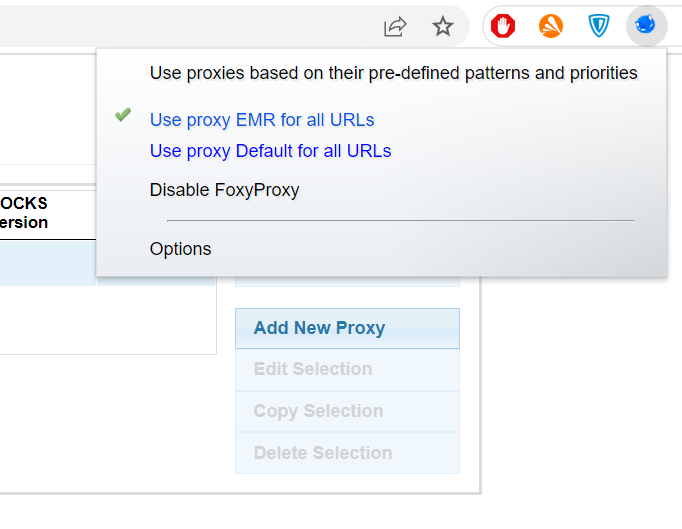 Use proxies based on their pre-defined patterns and priorities
Use proxy EMR for all URLs
Use proxy Default for all URLs
Disable FoxyProxy
Options
OCKS
ersion
Add New Proxy
Edit Selection
Copy Selection
Delete Selection